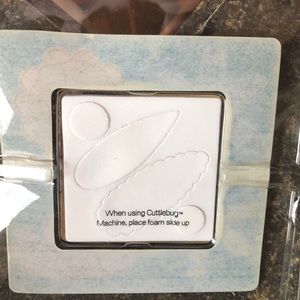 When using Cuttlebug™
Machine, place foam side up